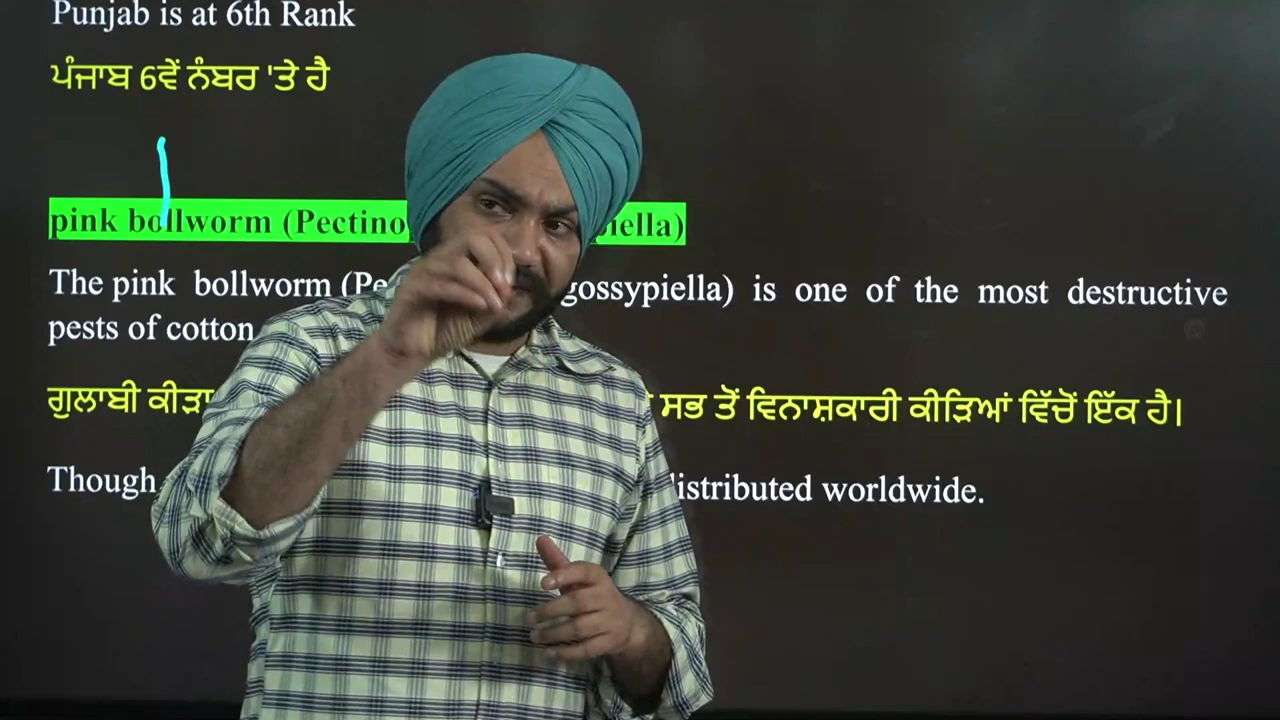 Punjab is at 6th Rank
ਪੰਜਾਬ 6ਵੇਂ ਨੰਬਰ 'ਤੇ ਹੈ
pink bollworm (Pectino piella)
The pink bollworm (Pe gossypiella) is one of the most destructive
pests of cotton
ਗੁਲਾਬੀ ਕੀੜਾ ਸਭ ਤੋਂ ਵਿਨਾਸ਼ਕਾਰੀ ਕੀੜਿਆਂ ਵਿੱਚੋਂ ਇੱਕ ਹੈ।
Though distributed worldwide.